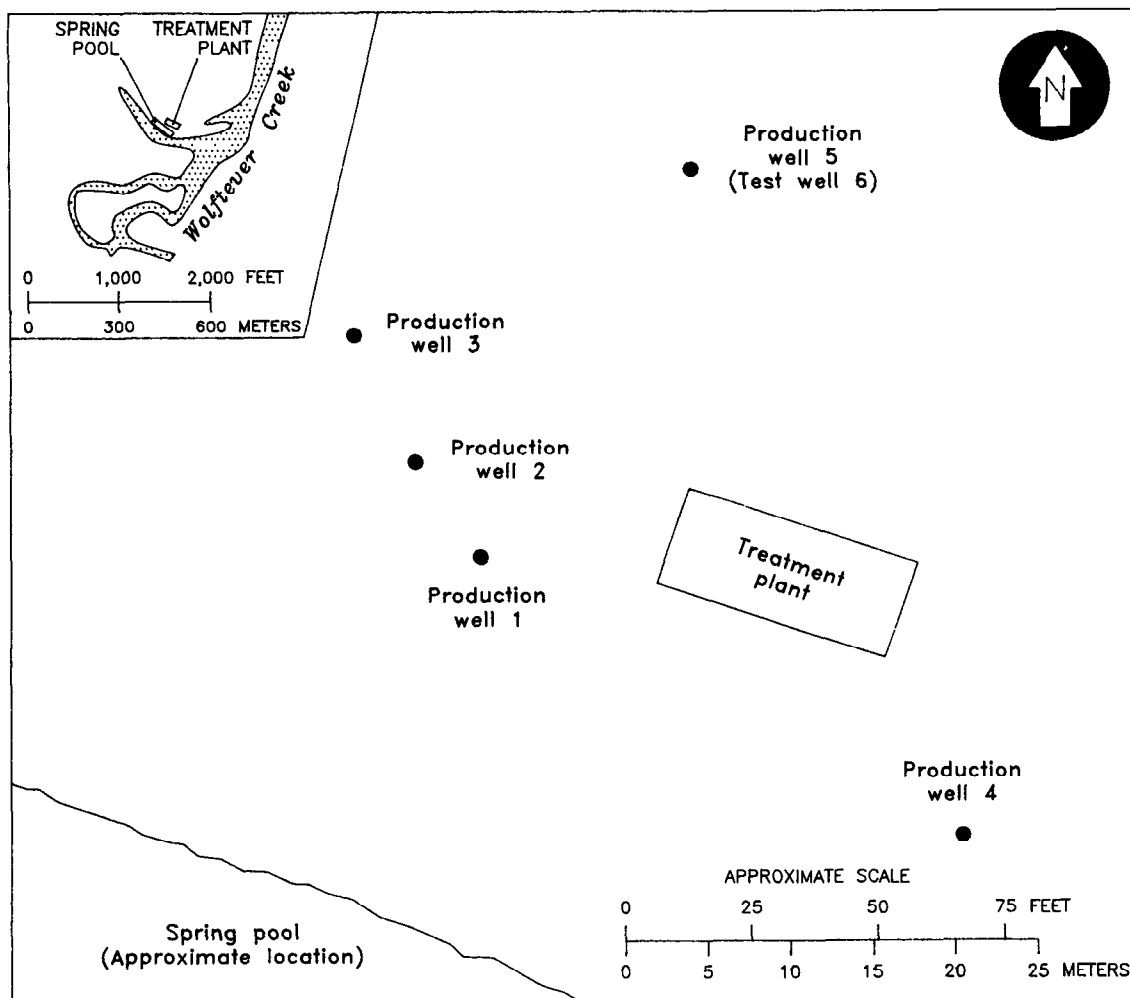 SPRING POOL
TREATMENT PLANT
Wolftever Creek
0 1,000 2,000 FEET
0 300 600 METERS
N
Production
well 5
(Test well 6)
Production
well 3
Production
well 2
Production
well 1
Treatment
plant
Production
well 4
APPROXIMATE SCALE
0 25 50 75 FEET
0 5 10 15 20 25 METERS
Spring pool
(Approximate location)